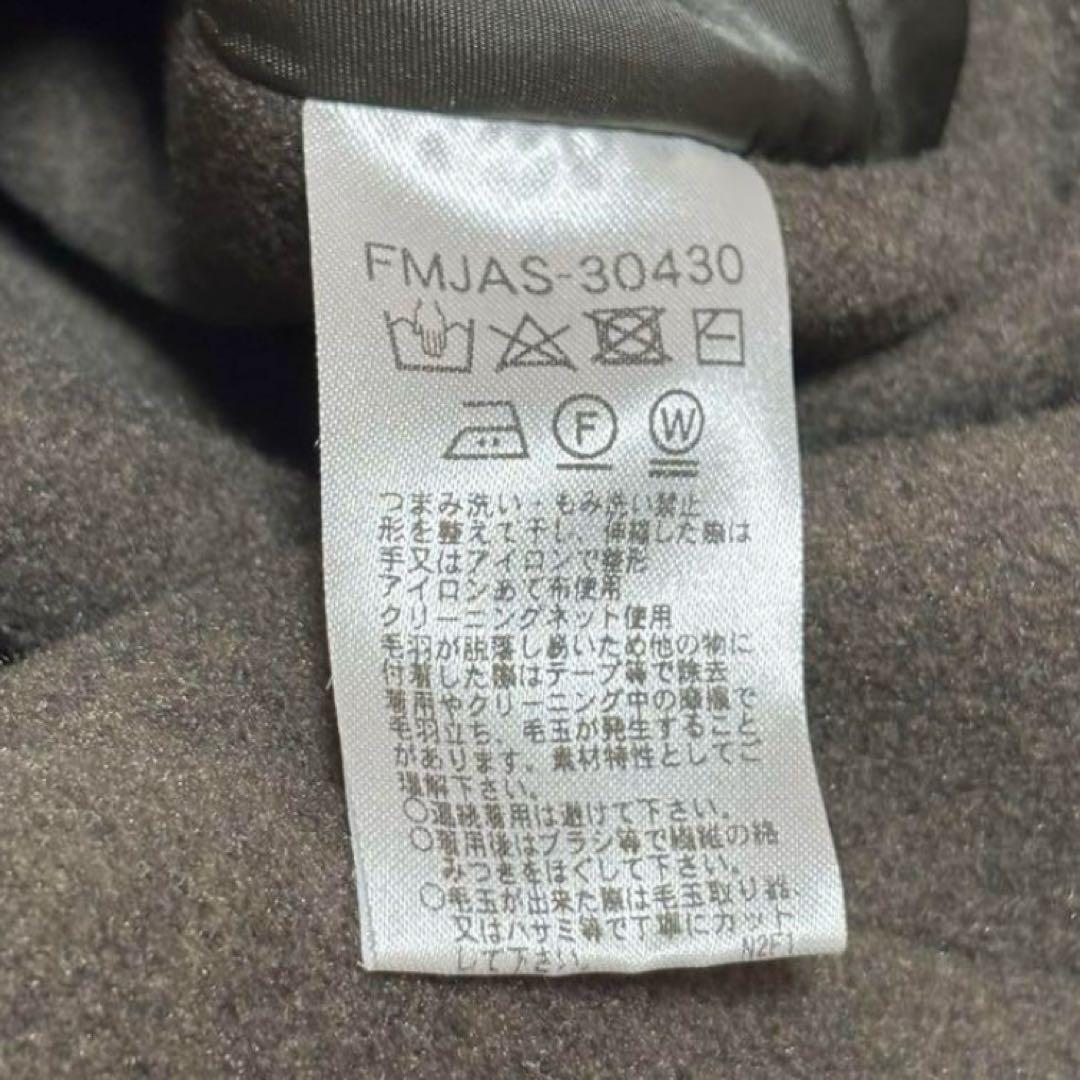 FMJAS-30430
F W
つまみ洗い・もみ洗い禁止
形を整えて干し、伸縮した際は
手又はアイロンで整形
アイロンあて布使用
クリーニングネット使用
毛羽が脱落し易いため他の物に
付着した際はテープ等で除去
着用やクリーニング中の摩擦で
毛羽立ち、毛玉が発生すること
があります。素材特性としてご
理解下さい。
○連続着用は避けて下さい。
○着用後はブラシ等で繊維の絡
みつきをほぐして下さい。
○毛玉が出来た際は毛玉取り器、
又はハサミ等で丁寧にカット
して下さい。
N2F1